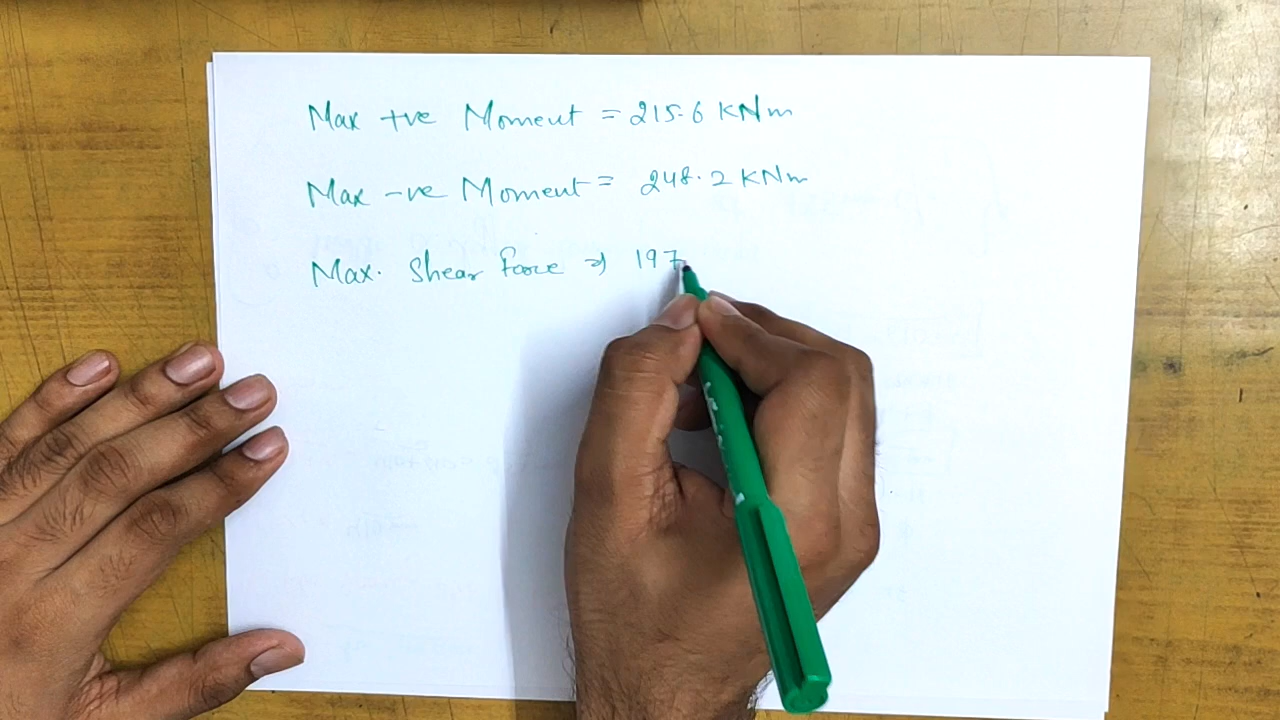 Max +ve Moment = 215.6 KNm
Max -ve Moment = 248.2 KNm
Max. Shear Force ⇒ 197